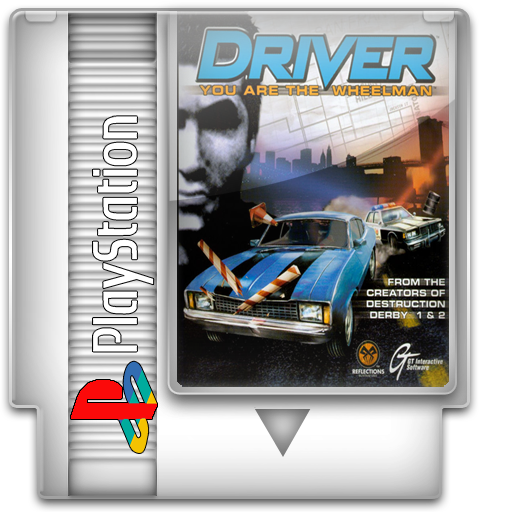 DRIVER
YOU ARE THE WHEELMAN
PlayStation
FROM THE
CREATORS OF
DESTRUCTION
DERBY 1 & 2
REFLECTIONS
GT Interactive
Software